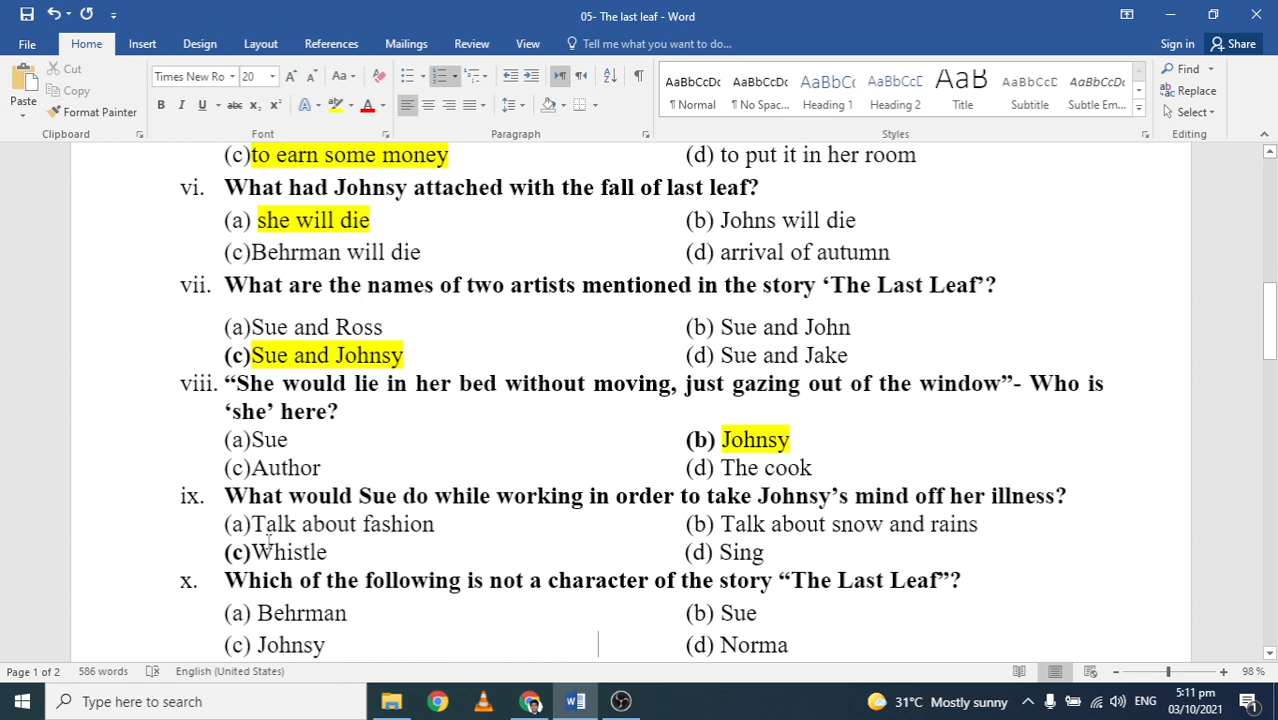 05- The last leaf - Word
File Home Insert Design Layout References Mailings Review View Tell me what you want to do... Sign in Share
Paste Cut Copy Format Painter
Times New Ro 20 Aa
B I U abc x₂ x² A A
AaBbCcDc AaBbCcDc AaBbCc AaBbCcD AaB AaBbCcD AaBbCcDc
¶ Normal ¶ No Spac... Heading 1 Heading 2 Title Subtitle Subtle Em...
Find Replace Select
Clipboard Font Paragraph Styles Editing
(c)to earn some money (d) to put it in her room
vi. What had Johnsy attached with the fall of last leaf?
(a) she will die (b) Johns will die
(c)Behrman will die (d) arrival of autumn
vii. What are the names of two artists mentioned in the story ‘The Last Leaf’?
(a)Sue and Ross (b) Sue and John
(c)Sue and Johnsy (d) Sue and Jake
viii. “She would lie in her bed without moving, just gazing out of the window”- Who is
‘she’ here?
(a)Sue (b) Johnsy
(c)Author (d) The cook
ix. What would Sue do while working in order to take Johnsy’s mind off her illness?
(a)Talk about fashion (b) Talk about snow and rains
(c)Whistle (d) Sing
x. Which of the following is not a character of the story “The Last Leaf”?
(a) Behrman (b) Sue
(c) Johnsy (d) Norma
Page 1 of 2 586 words English (United States) 98 %
Type here to search 31°C Mostly sunny ENG 5:11 pm
03/10/2021 1